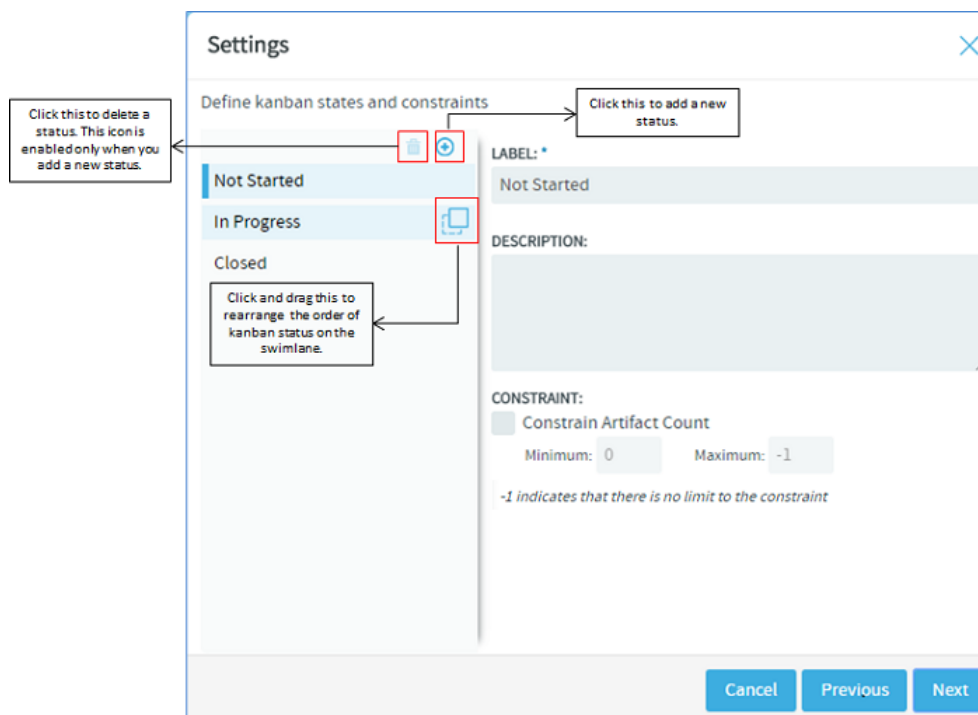 Settings
Define kanban states and constraints
Click this to delete a
status. This icon is
enabled only when you
add a new status.
Click this to add a new
status.
Not Started
In Progress
Closed
Click and drag this to
rearrange the order of
kanban status on the
swimlane.
LABEL: *
Not Started
DESCRIPTION:
CONSTRAINT:
Constrain Artifact Count
Minimum: 0 Maximum: -1
-1 indicates that there is no limit to the constraint
Cancel Previous Next